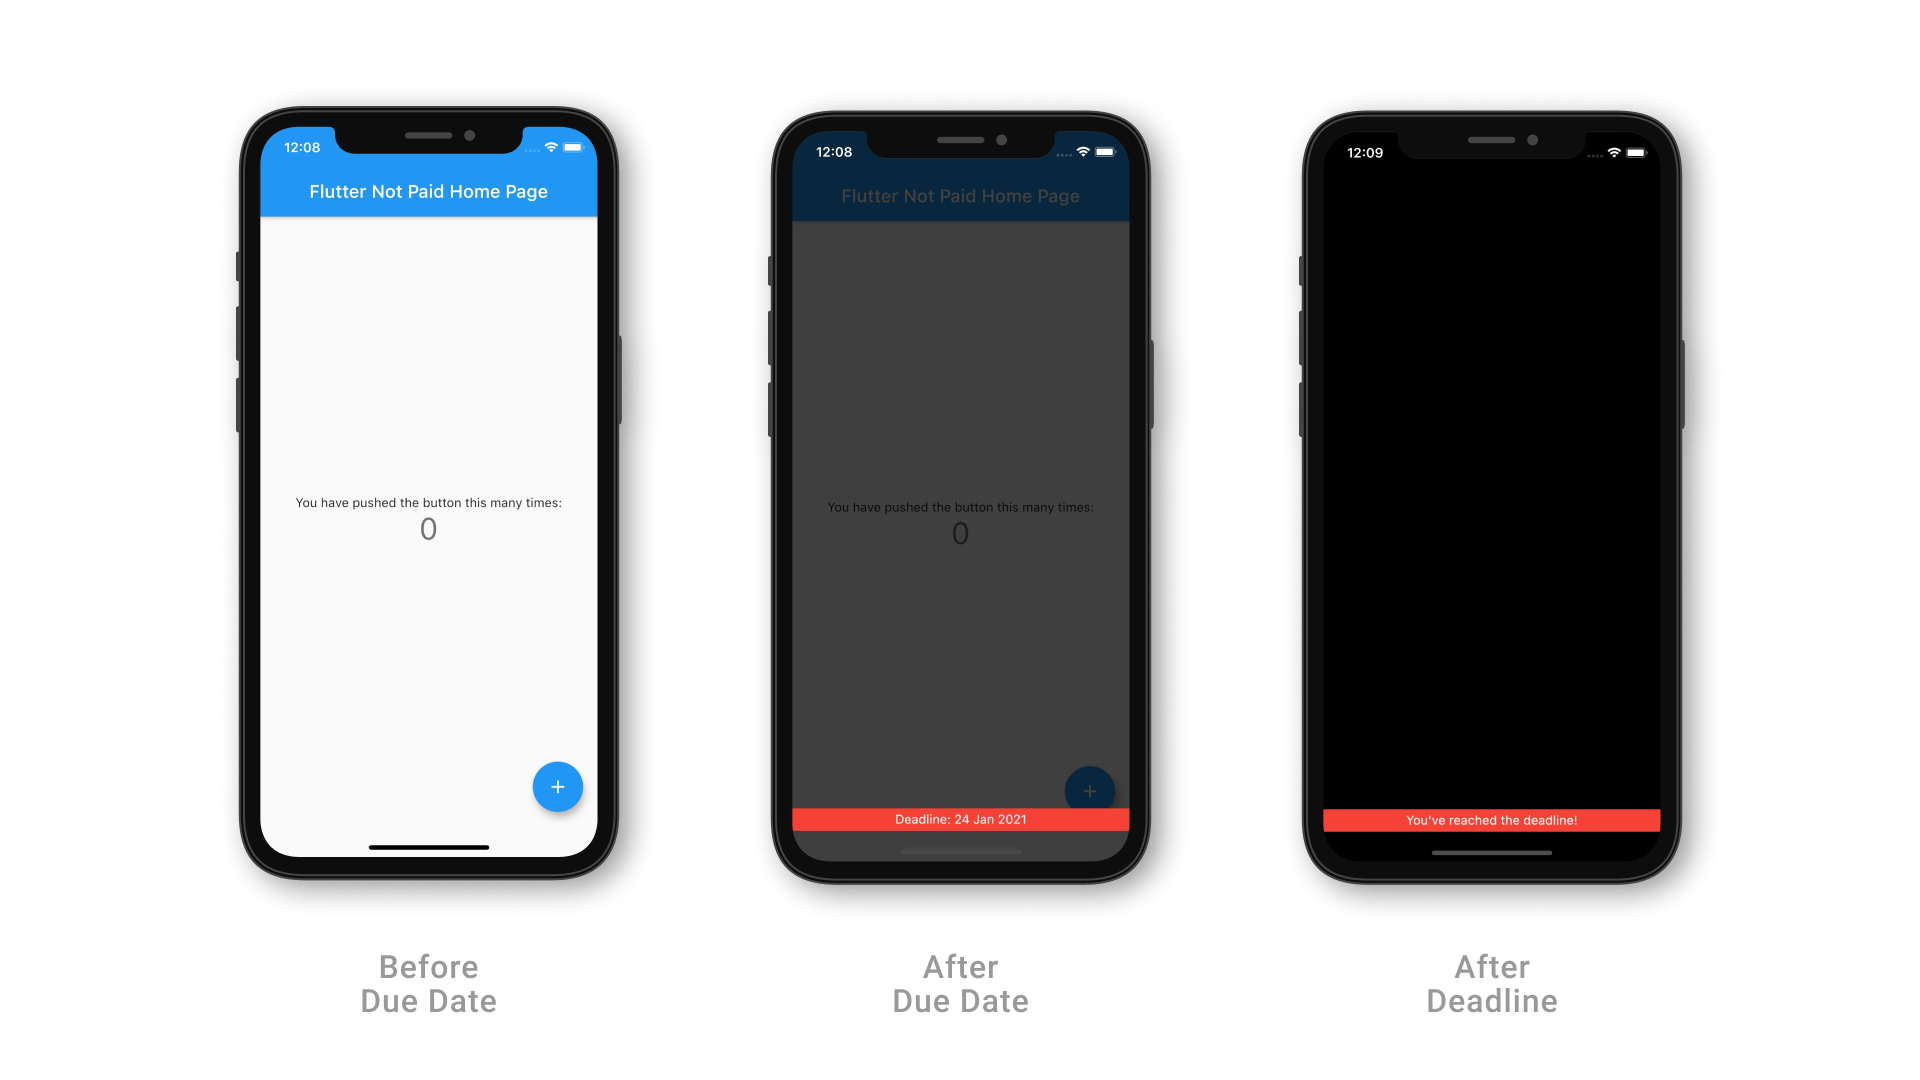 12:08
Flutter Not Paid Home Page
You have pushed the button this many times:
0
+
Before
Due Date
12:08
Flutter Not Paid Home Page
You have pushed the button this many times:
0
+
Deadline: 24 Jan 2021
After
Due Date
12:09
You've reached the deadline!
After
Deadline